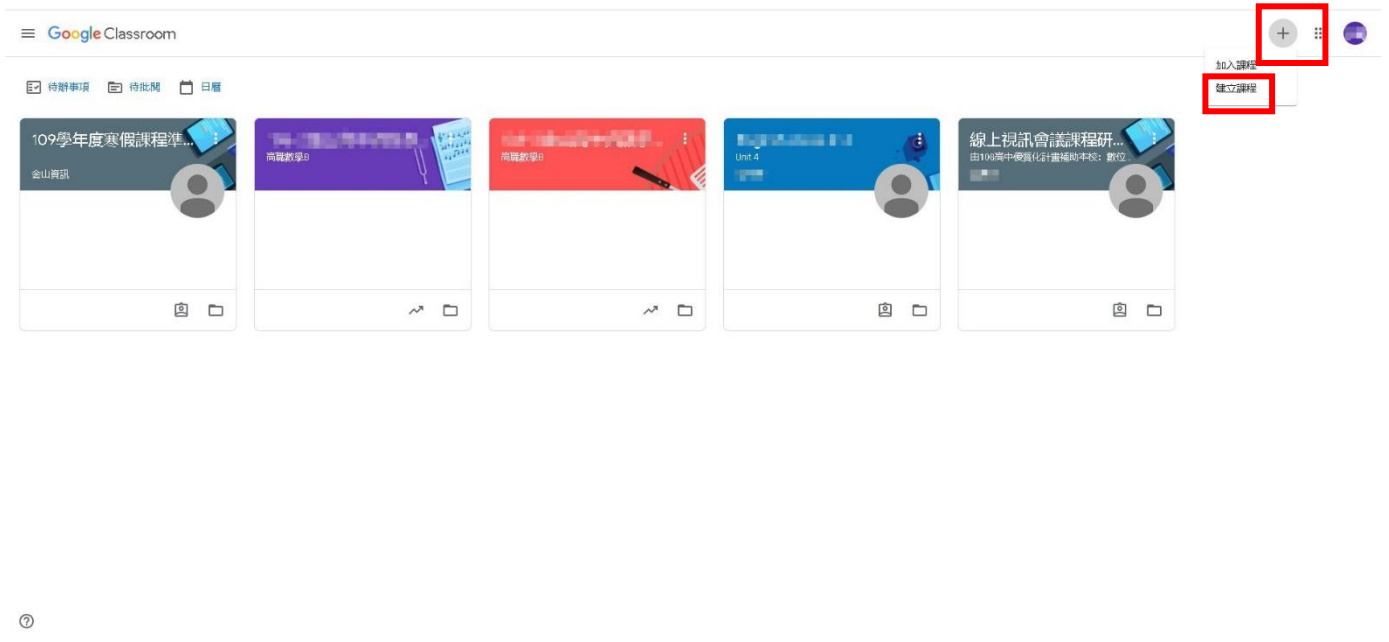 Google Classroom
加入課程
建立課程
待辦事項 待批閱 日曆
109學年度寒假課程準...
金山資訊
高職數學B
高職數學B
Unit 4
線上視訊會議課程研...
由109高中優質化計畫補助本校：數位...